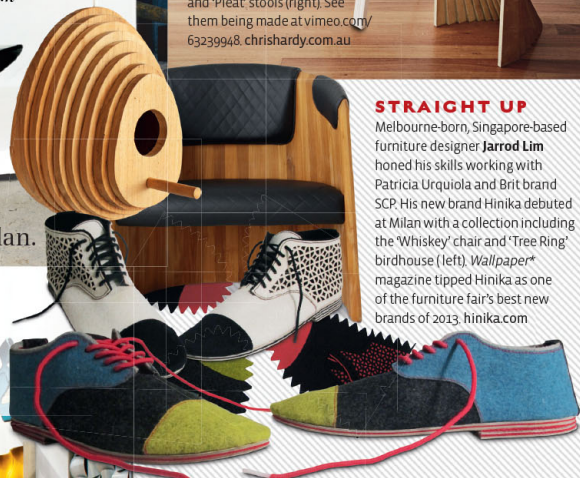 and 'Pleat' stools (right). See
them being made at vimeo.com/
63239948. chrishardy.com.au
STRAIGHT UP
Melbourne-born, Singapore-based
furniture designer Jarrod Lim
honed his skills working with
Patricia Urquiola and Brit brand
SCP. His new brand Hinika debuted
at Milan with a collection including
the 'Whiskey' chair and 'Tree Ring'
birdhouse (left). Wallpaper*
magazine tipped Hinika as one
of the furniture fair's best new
brands of 2013. hinika.com
lan.